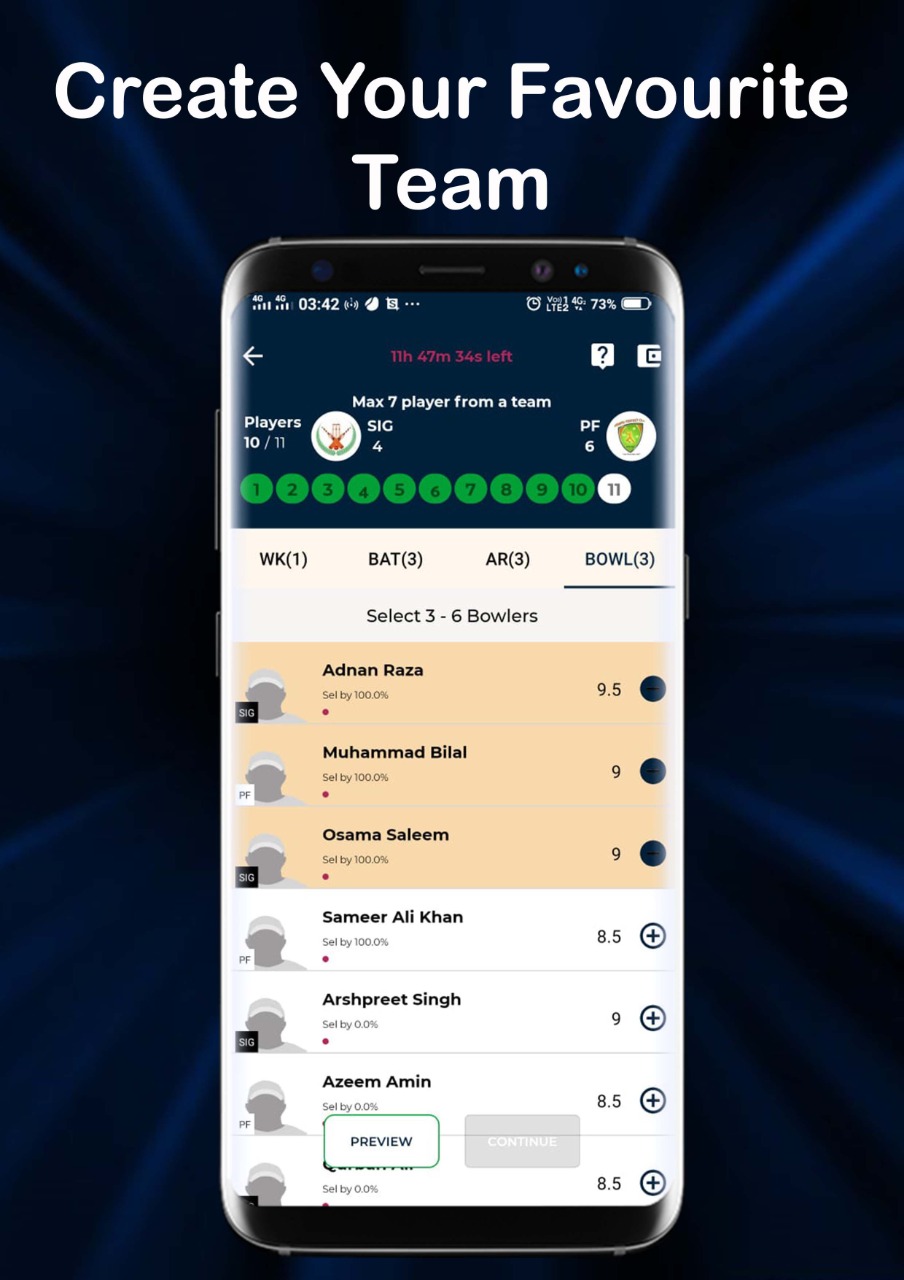 Create Your Favourite
Team
4G 4G 03:42 ... Vo) 1 4G 73%
LTE2
11h 47m 34s left
?
Max 7 player from a team
Players SIG PF
10 / 11 4 6
1 2 3 4 5 6 7 8 9 10 11
WK(1) BAT(3) AR(3) BOWL(3)
Select 3 - 6 Bowlers
Adnan Raza
Sel by 100.0%
9.5
SIG
Muhammad Bilal
Sel by 100.0%
9
PF
Osama Saleem
Sel by 100.0%
9
SIG
Sameer Ali Khan
Sel by 100.0%
8.5
PF
Arshpreet Singh
Sel by 0.0%
9
SIG
Azeem Amin
Sel by 0.0%
8.5
PF
PREVIEW CONTINUE
Sel by 0.0%
8.5